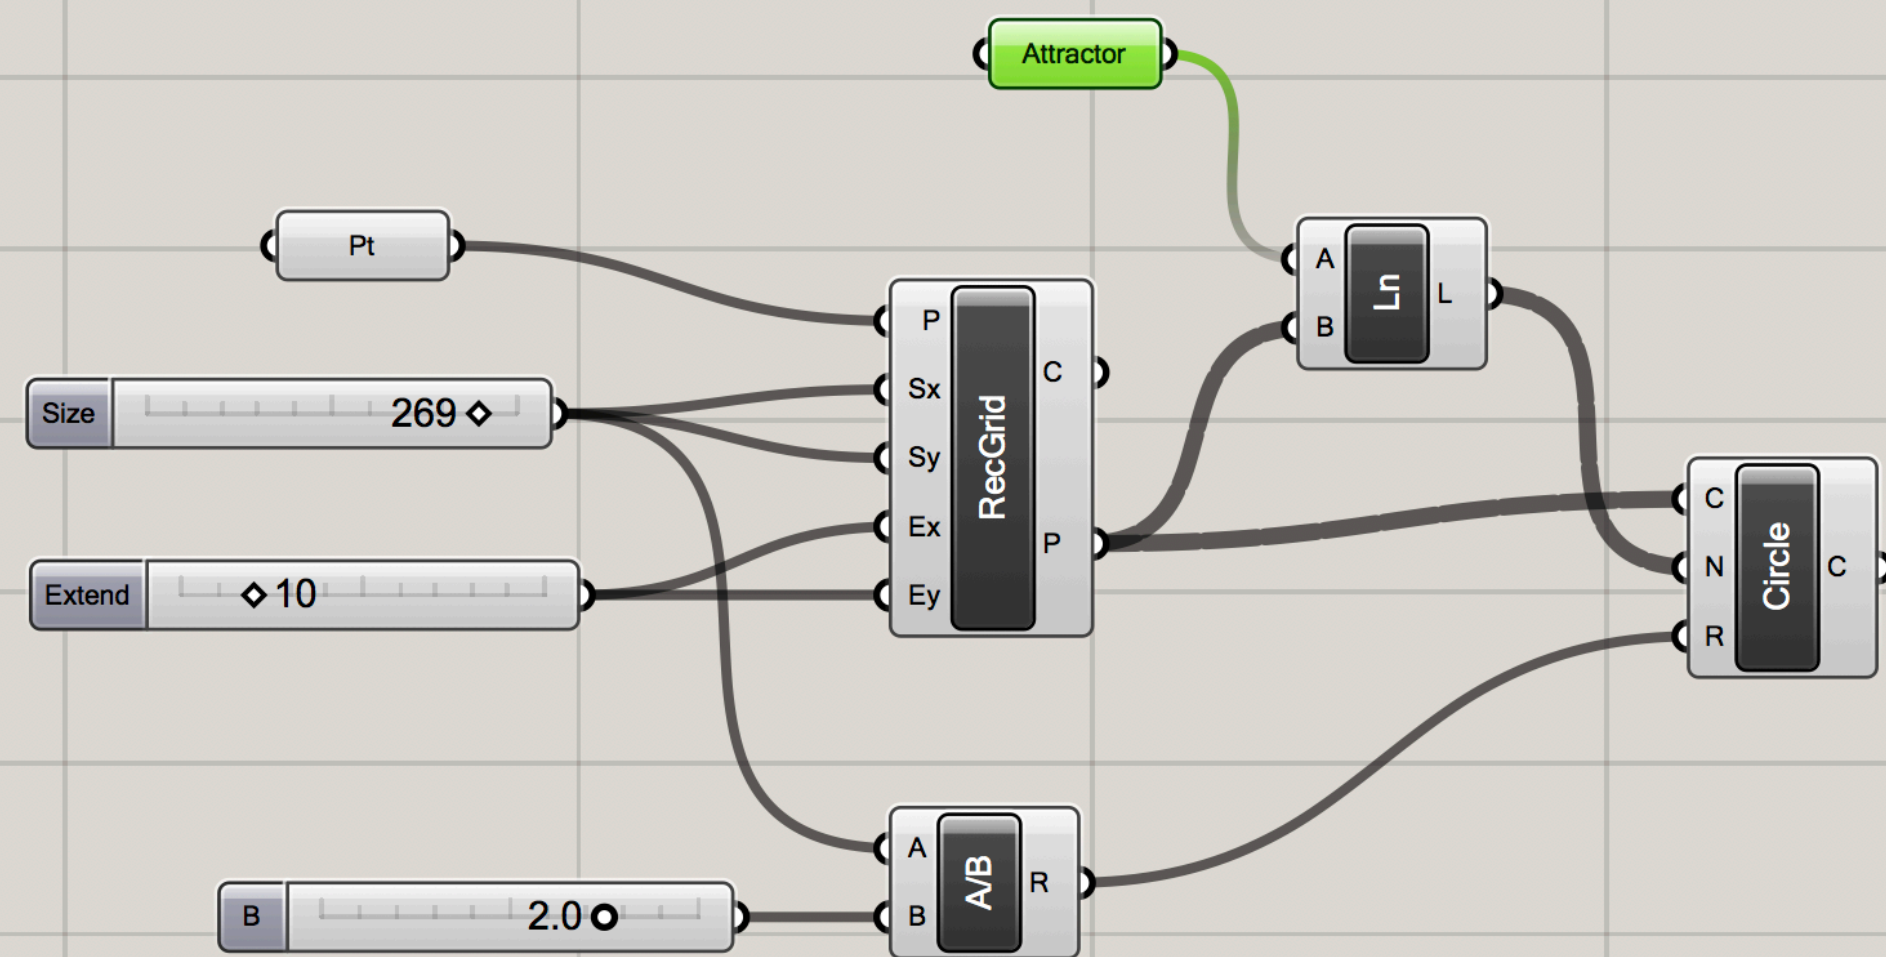 Attractor
Pt
A
Ln
L
B
P
Sx
Sy
Ex
Ey
RecGrid
C
P
Size
269
Extend
10
C
N
R
Circle
C
A
B
A/B
R
B
2.0